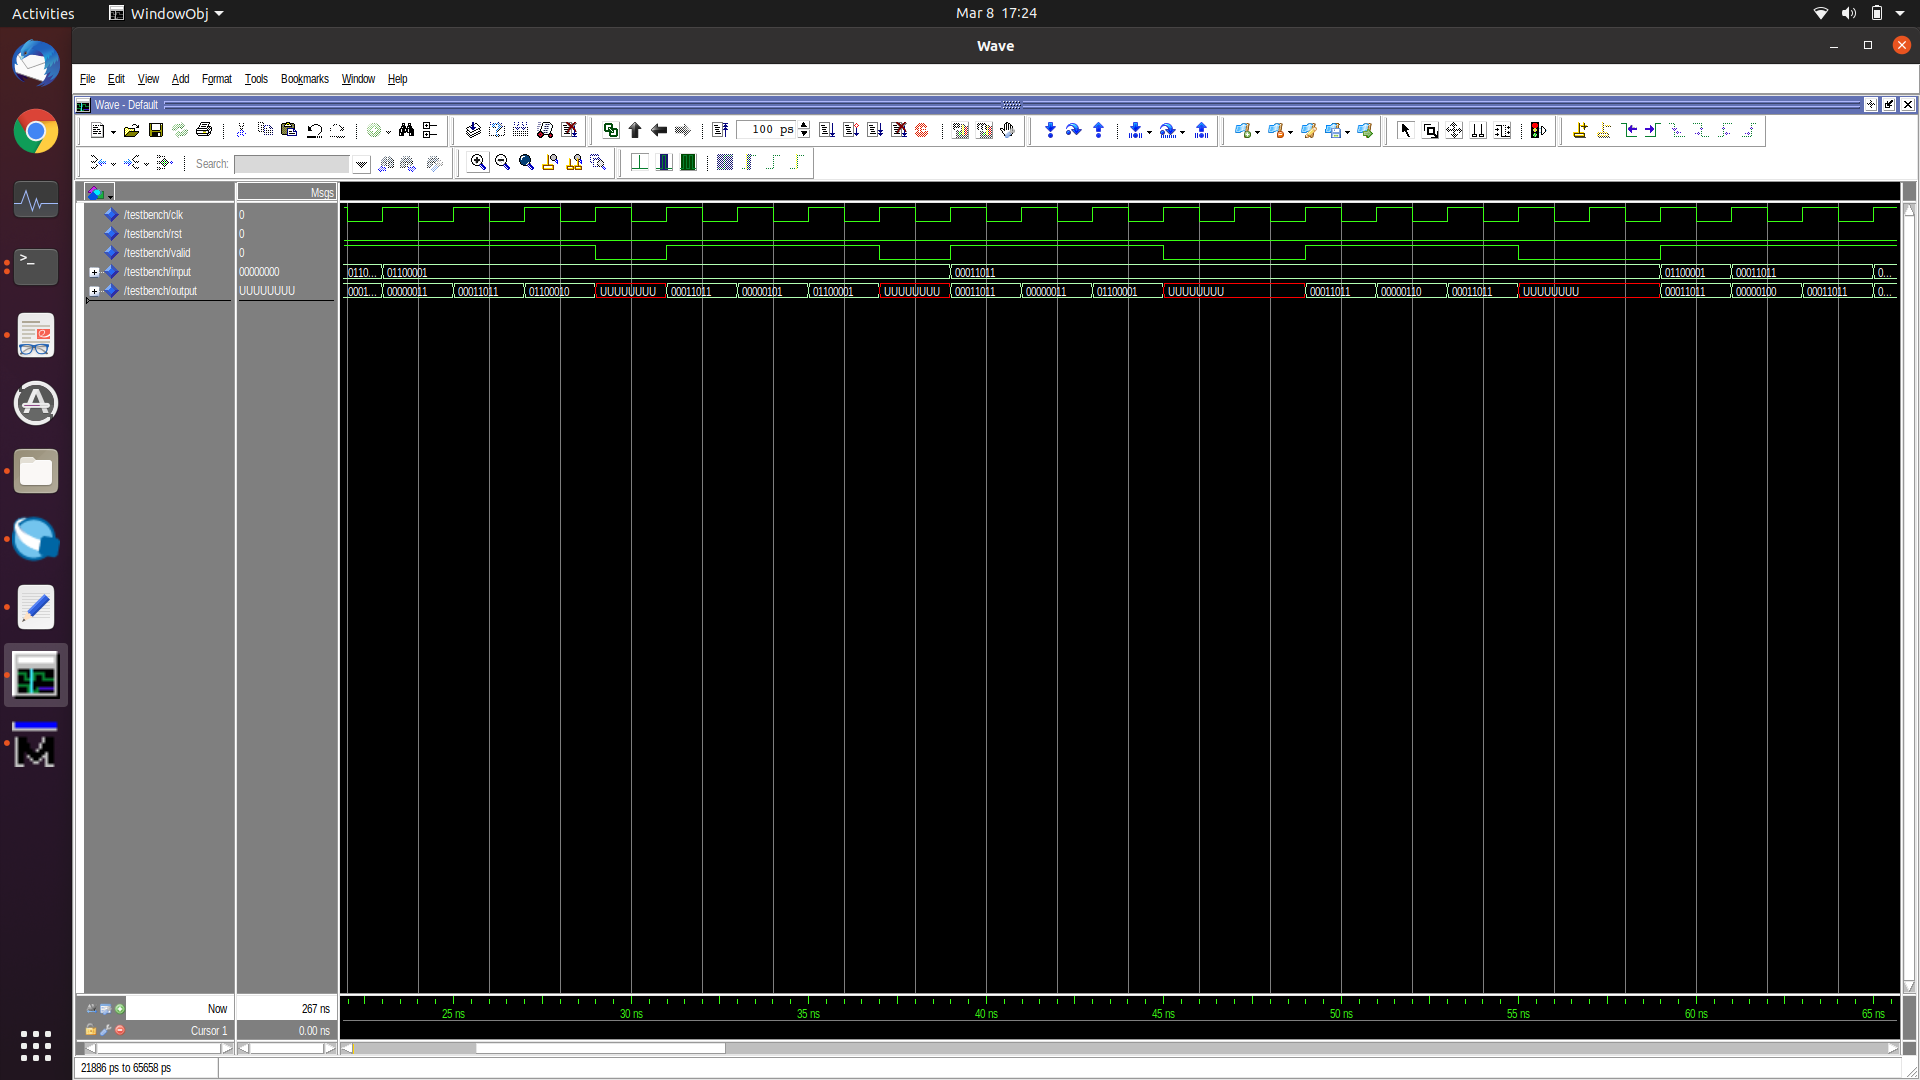 Activities WindowObj Mar 8 17:24
Wave
File Edit View Add Format Tools Bookmarks Window Help
Wave - Default
100 ps
Search:
Msgs
/testbench/clk 0
/testbench/rst 0
/testbench/valid 0
/testbench/input 00000000 0110... 01100001 00011011 01100001 00011011 0...
/testbench/output UUUUUUUU 0001... 00000011 00011011 01100010 UUUUUUUU 00011011 00000101 01100001 UUUUUUUU 00011011 00000011 01100001 UUUUUUUU 00011011 00000110 00011011 UUUUUUUU 00011011 00000100 00011011 0...
Now 267 ns
25 ns 30 ns 35 ns 40 ns 45 ns 50 ns 55 ns 60 ns 65 ns
Cursor 1 0.00 ns
21886 ps to 65658 ps